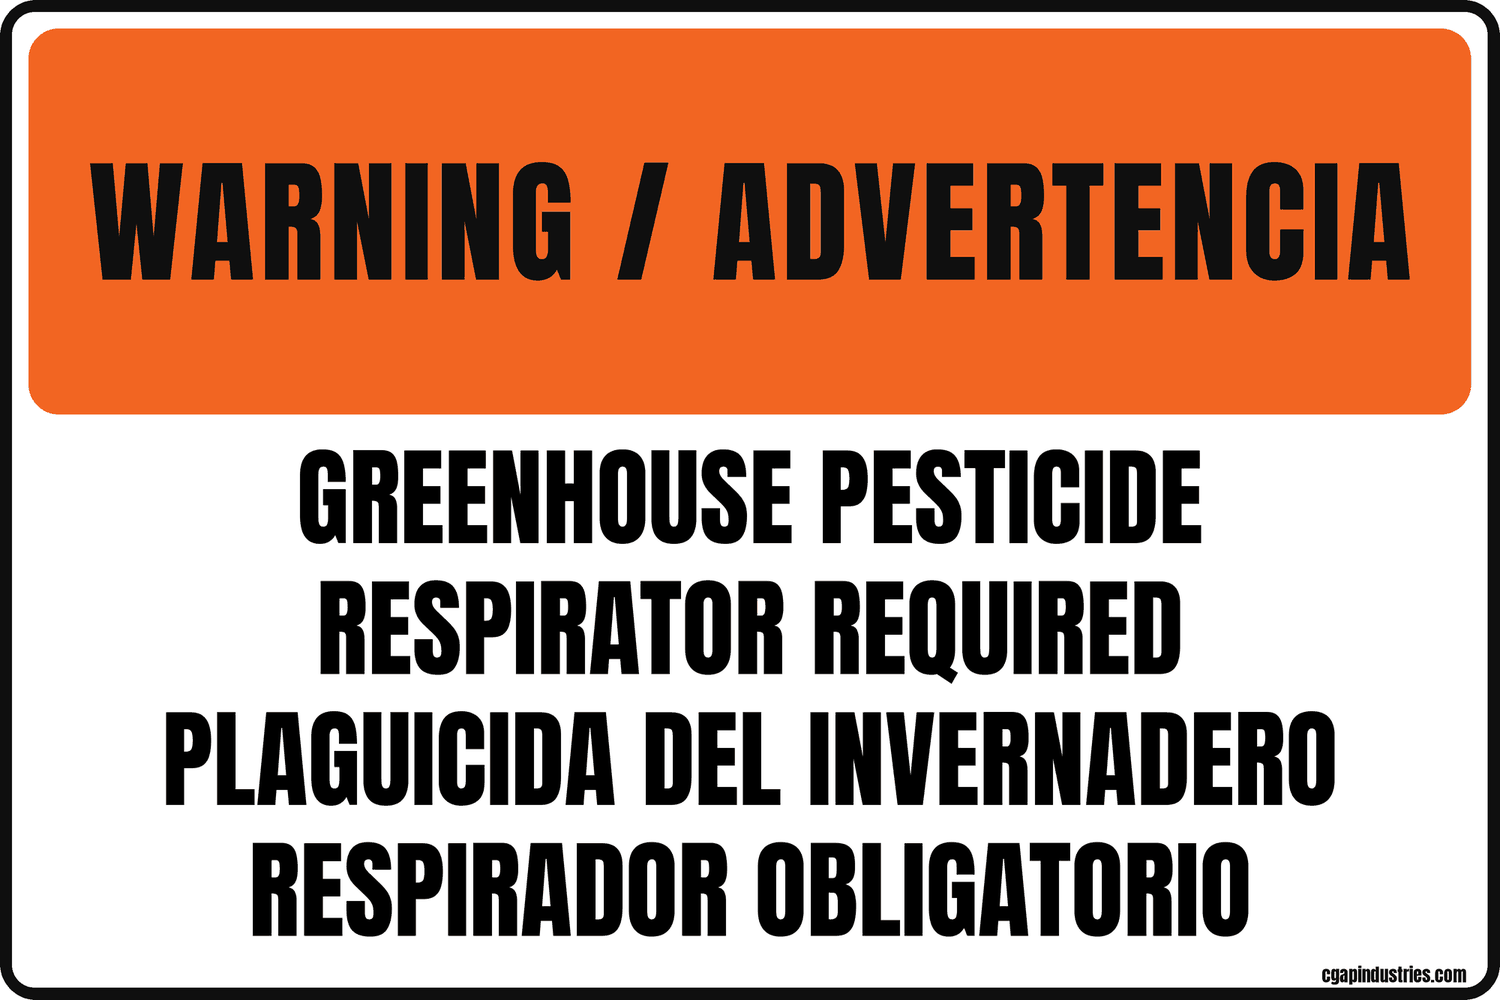 WARNING / ADVERTENCIA
GREENHOUSE PESTICIDE
RESPIRATOR REQUIRED
PLAGUICIDA DEL INVERNADERO
RESPIRADOR OBLIGATORIO
cgapindustries.com